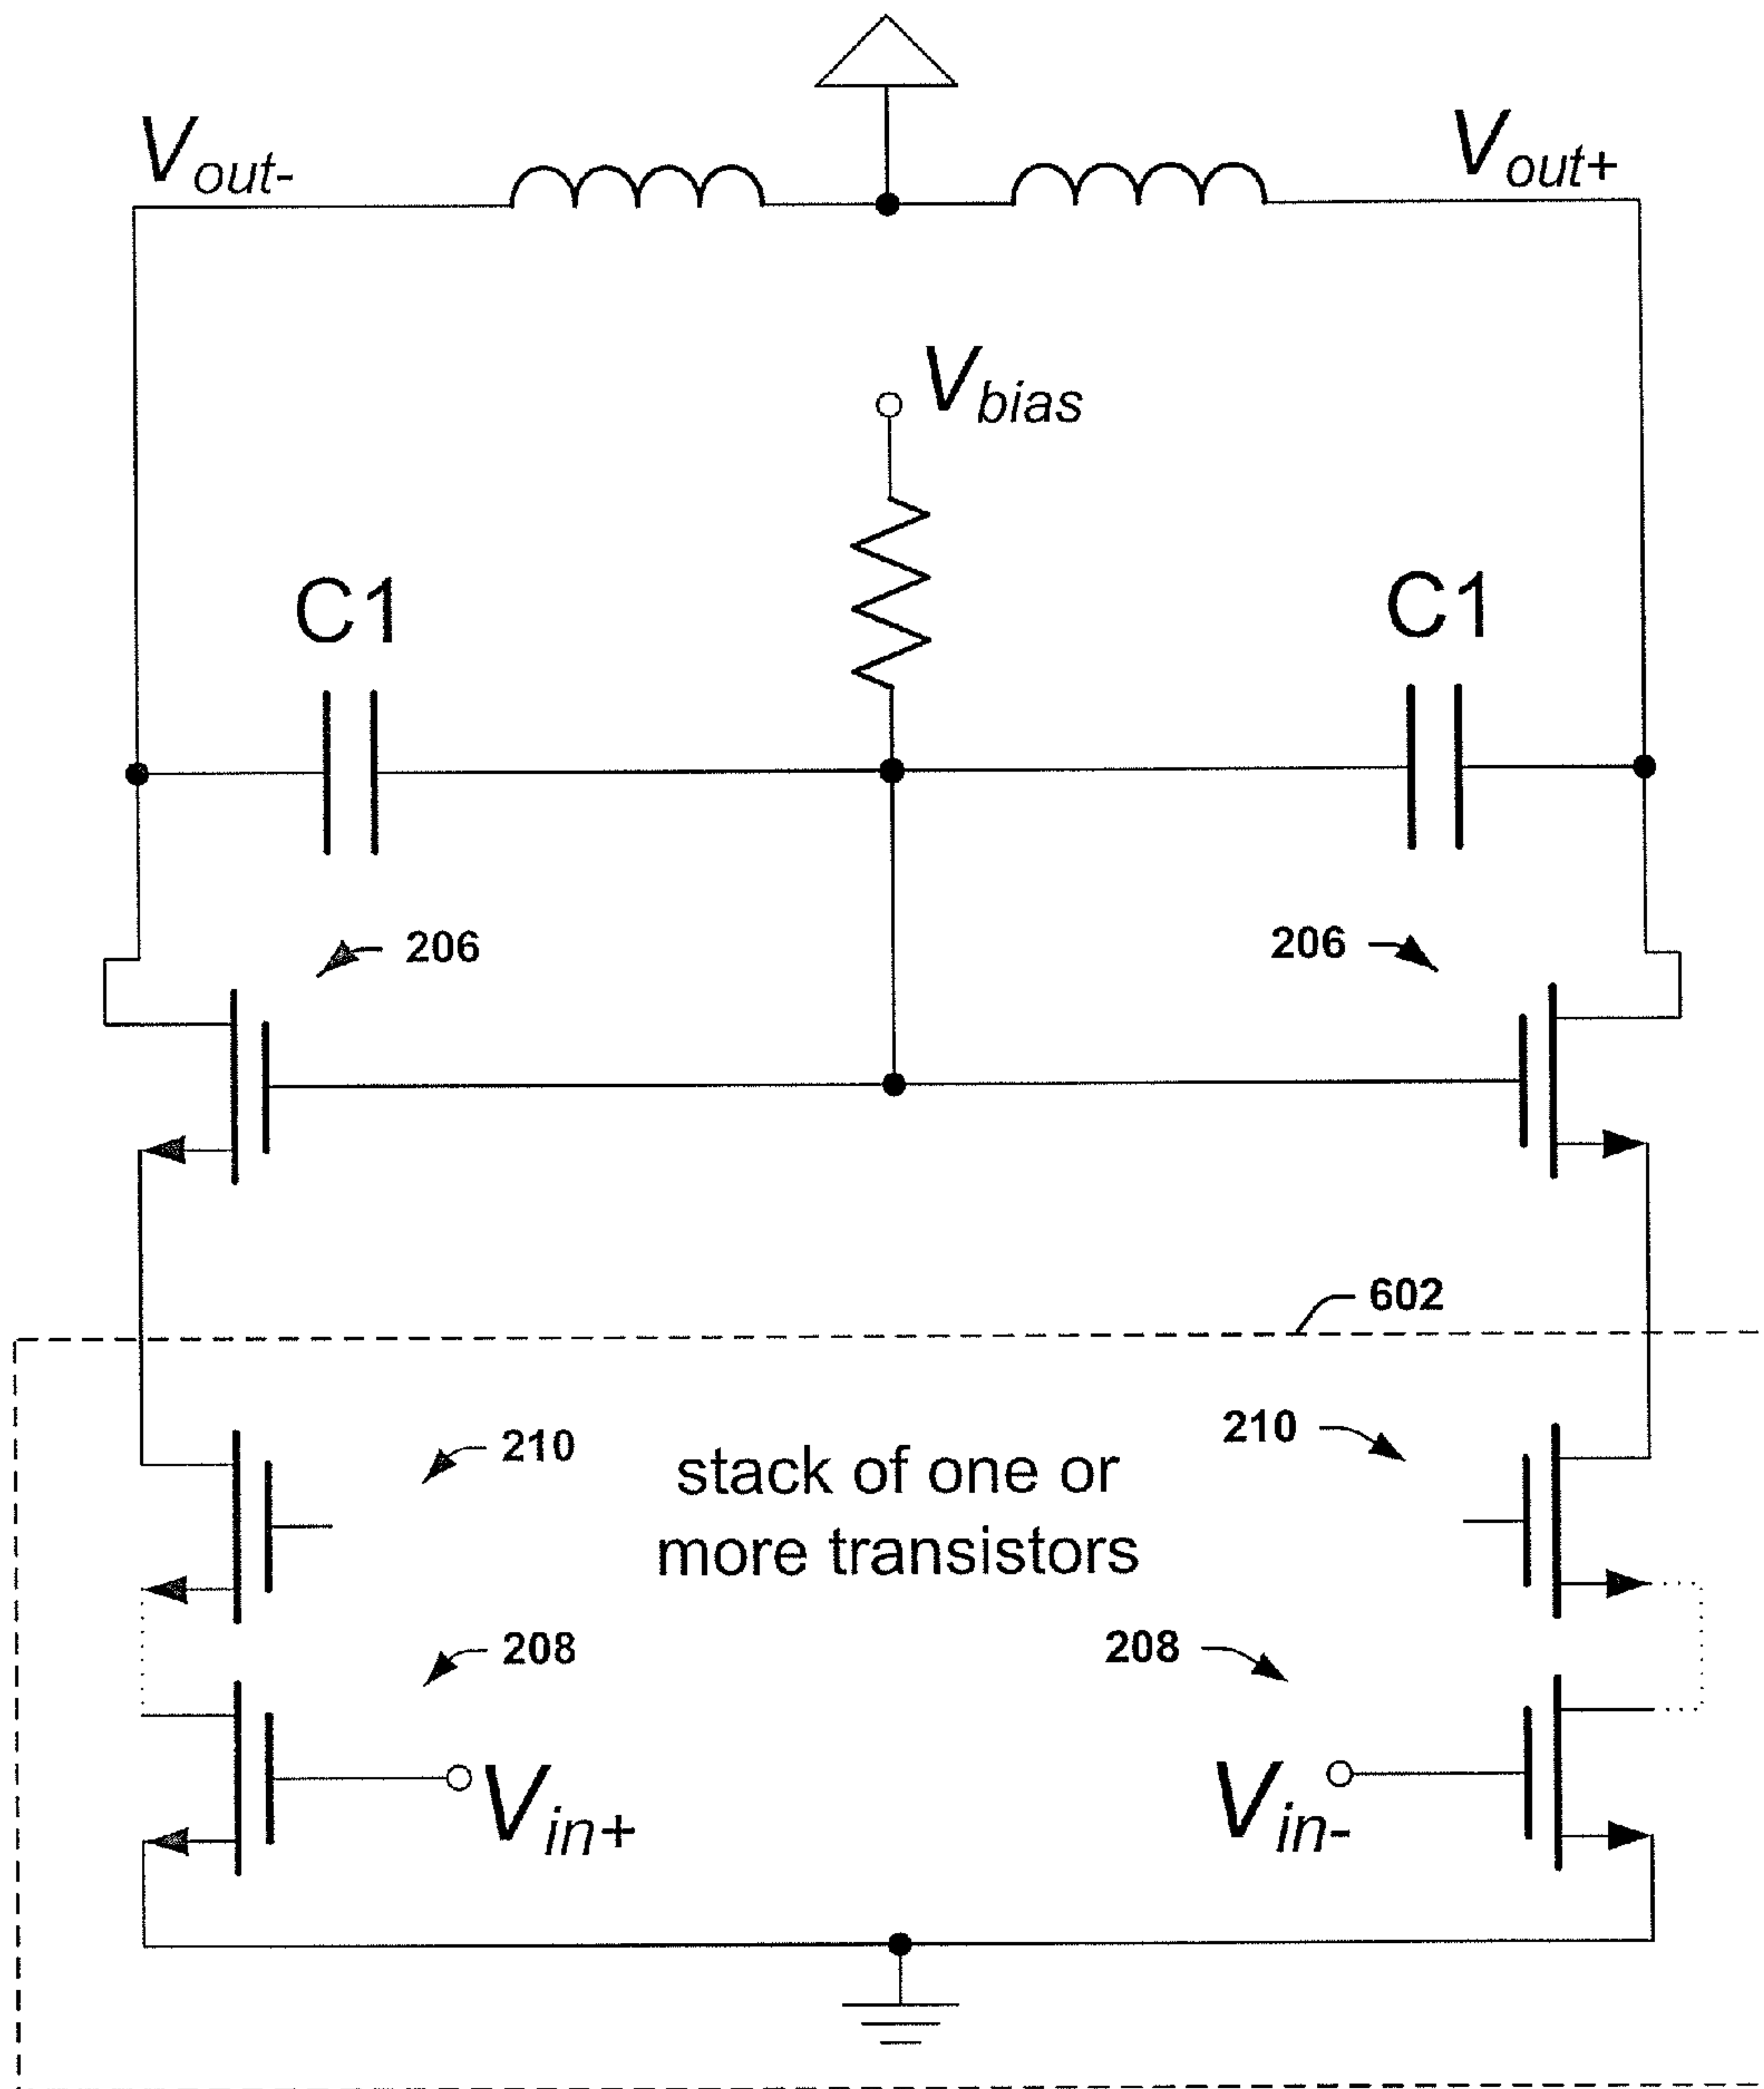 Vout-
Vout+
Vbias
C1
C1
206
206
602
210
stack of one or
more transistors
210
208
208
Vin+
Vin-